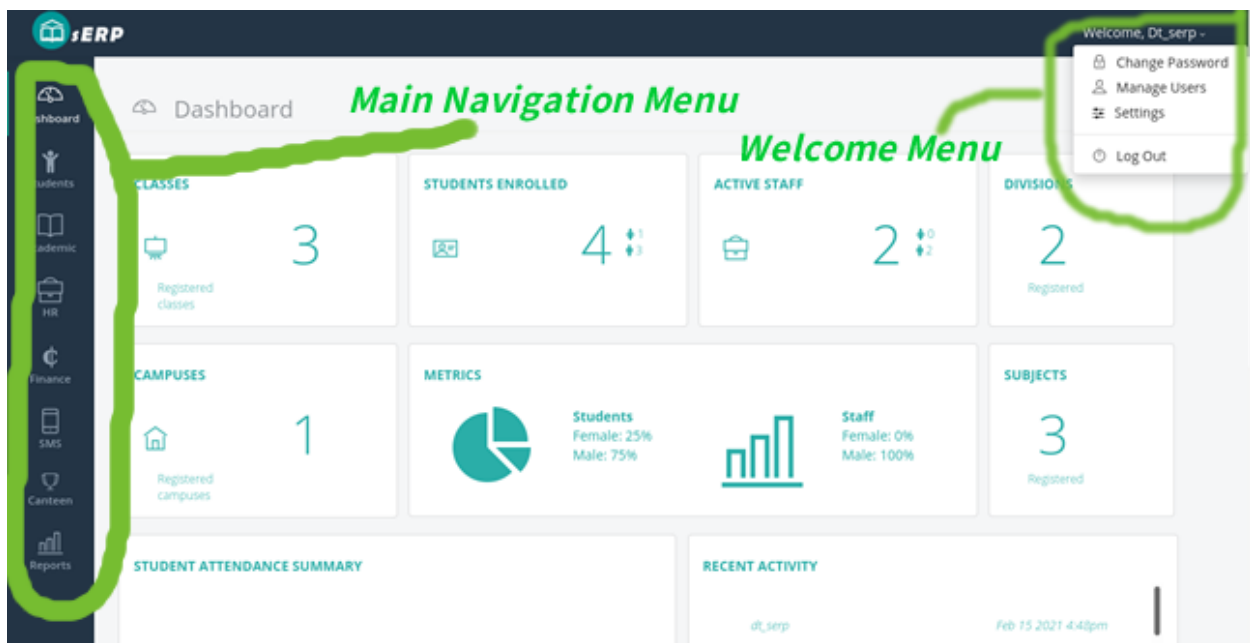 sERP
Welcome, Dt_serp
Change Password
Manage Users
Settings
Log Out
Dashboard
Main Navigation Menu
Welcome Menu
shboard
udents
cademic
HR
Finance
SMS
Canteen
Reports
CLASSES
3
Registered
classes
STUDENTS ENROLLED
4
1
3
ACTIVE STAFF
2
0
2
DIVISIONS
2
Registered
CAMPUSES
1
Registered
campuses
METRICS
Students
Female: 25%
Male: 75%
Staff
Female: 0%
Male: 100%
SUBJECTS
3
Registered
STUDENT ATTENDANCE SUMMARY
RECENT ACTIVITY
dt_serp
Feb 15 2021 4:48pm